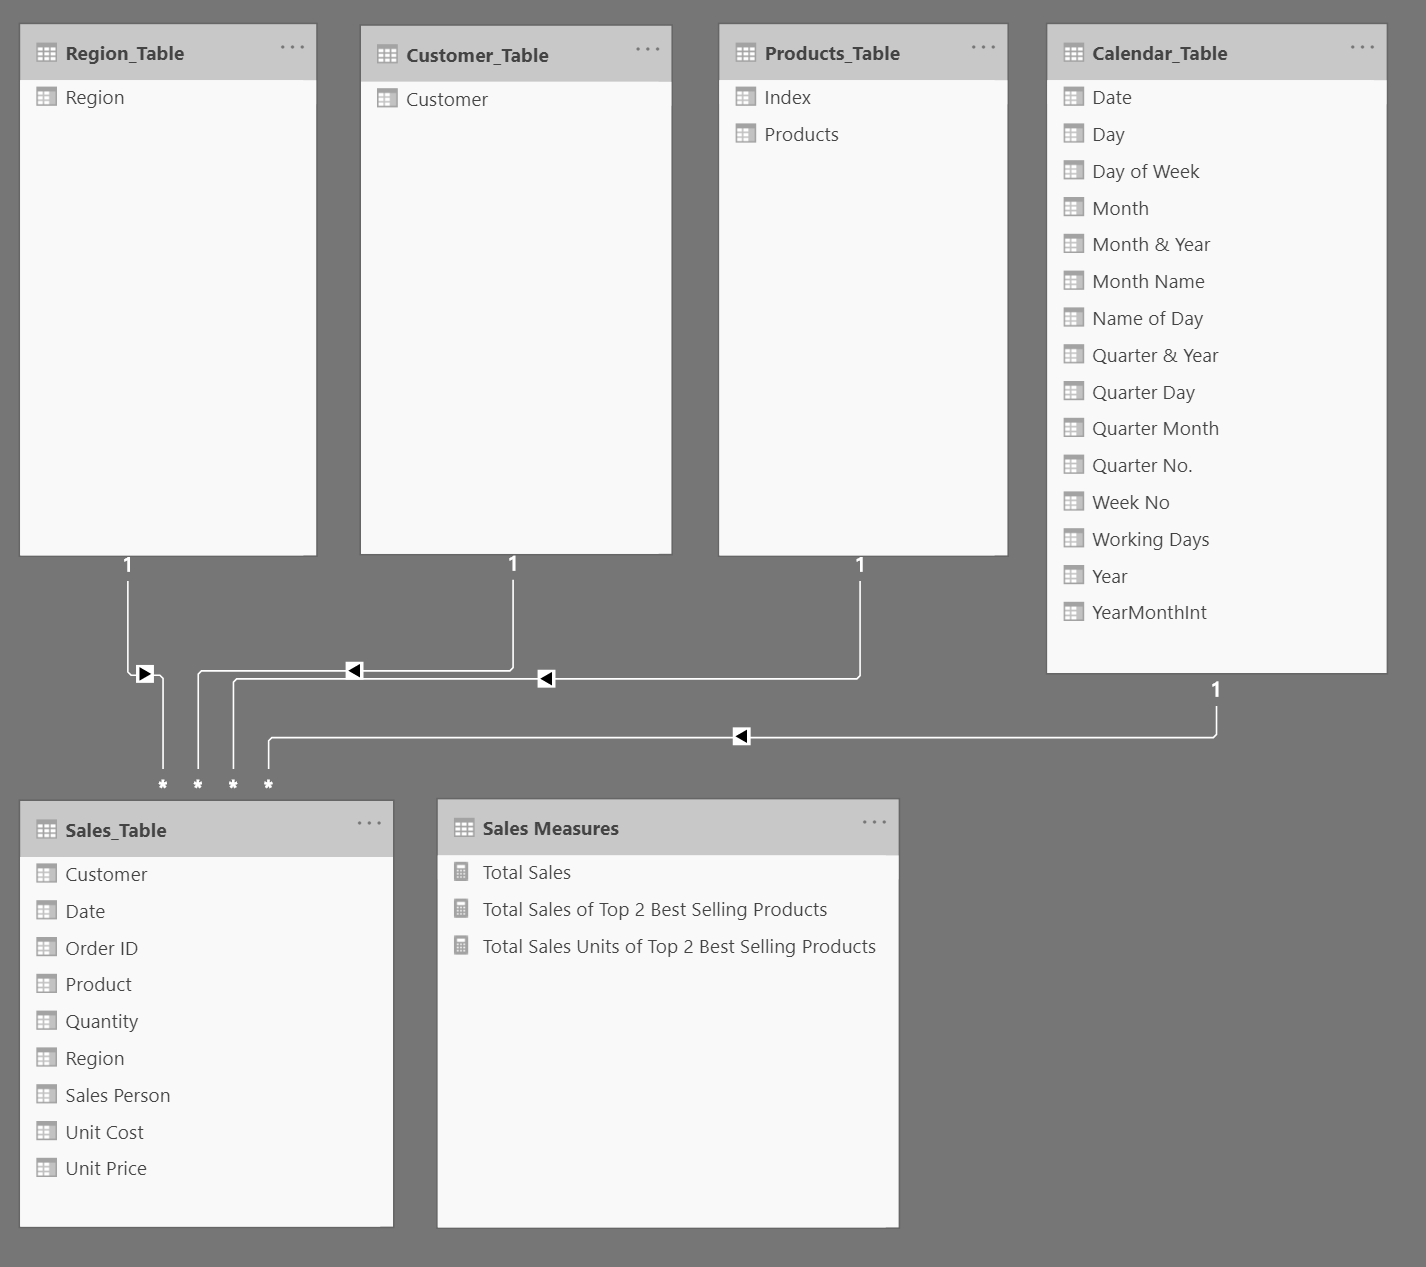 Region_Table
Region
Customer_Table
Customer
Products_Table
Index
Products
Calendar_Table
Date
Day
Day of Week
Month
Month & Year
Month Name
Name of Day
Quarter & Year
Quarter Day
Quarter Month
Quarter No.
Week No
Working Days
Year
YearMonthInt
1
1
1
1
*
*
*
*
Sales_Table
Customer
Date
Order ID
Product
Quantity
Region
Sales Person
Unit Cost
Unit Price
Sales Measures
Total Sales
Total Sales of Top 2 Best Selling Products
Total Sales Units of Top 2 Best Selling Products